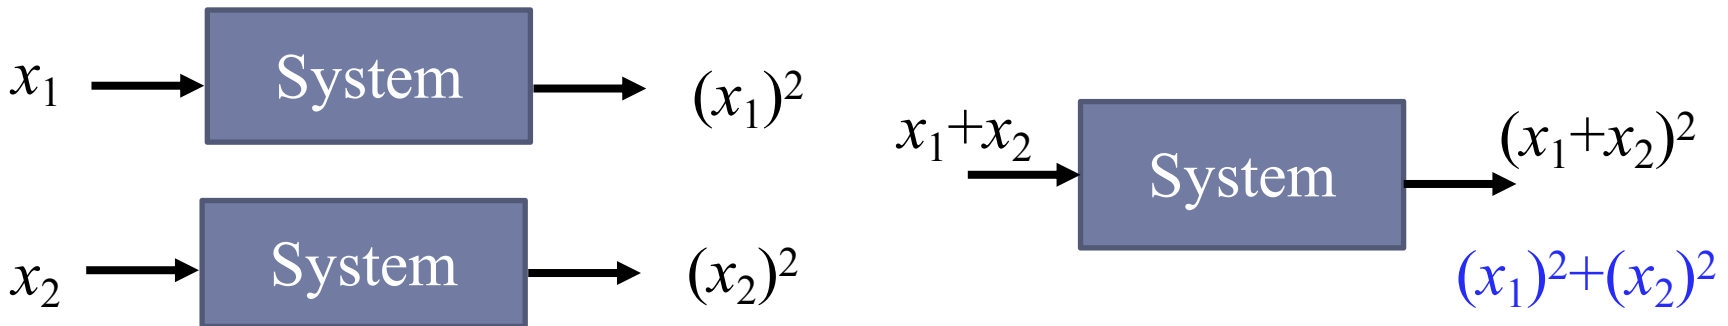 x₁ System (x₁)²
x₁+x₂ System (x₁+x₂)²
x₂ System (x₂)²
(x₁)²+(x₂)²